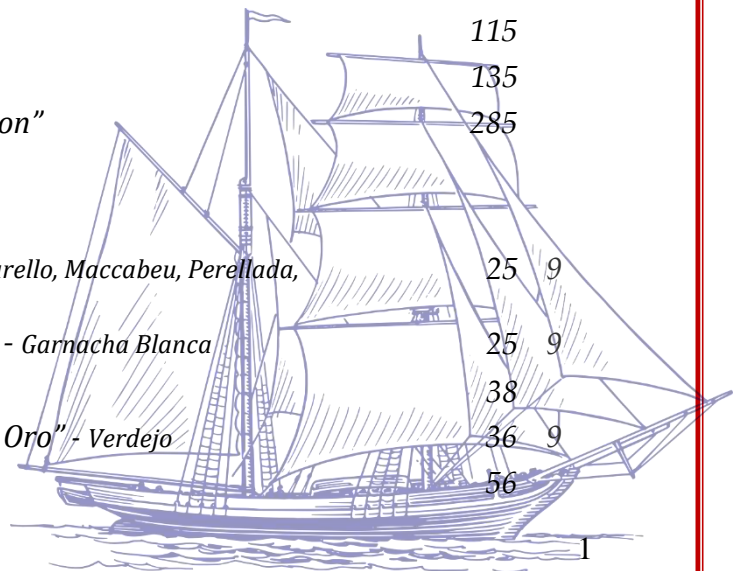 115
135
on” 285
rello, Maccabeu, Perellada, 25 9
- Garnacha Blanca 25 9
38
Oro” - Verdejo 36 9
56
1